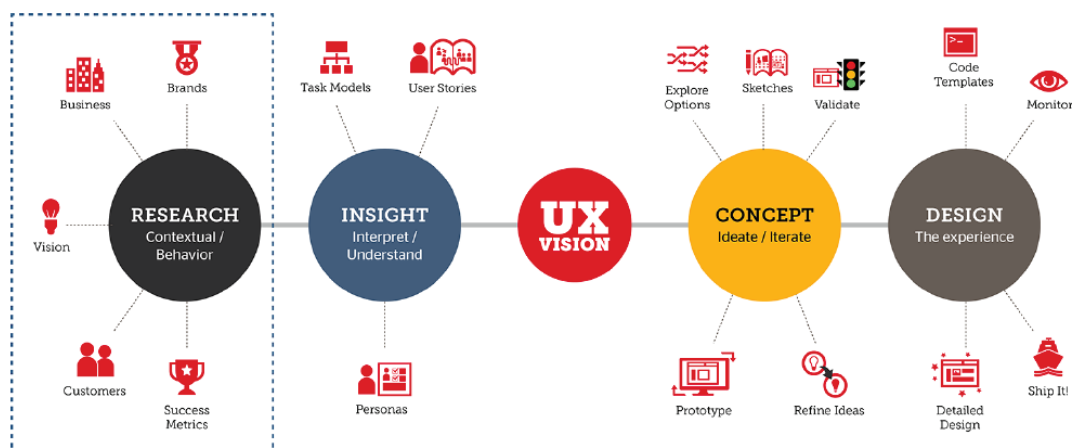 Business
Brands
Vision
RESEARCH
Contextual /
Behavior
Customers
Success
Metrics
Task Models
User Stories
INSIGHT
Interpret /
Understand
Personas
UX
VISION
Explore
Options
Sketches
Validate
CONCEPT
Ideate / Iterate
Prototype
Refine Ideas
>_
Code
Templates
Monitor
DESIGN
The experience
Detailed
Design
Ship It!